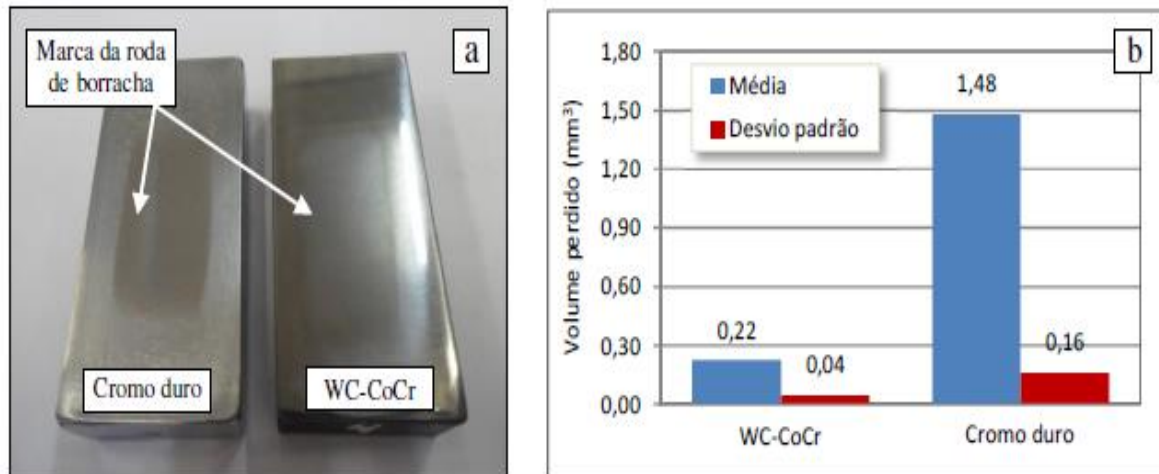 Marca da roda
de borracha
a
Cromo duro
WC-CoCr
b
Volume perdido (mm³)
1,80
1,50
1,20
0,90
0,60
0,30
0,00
Média
Desvio padrão
0,22
0,04
1,48
0,16
WC-CoCr
Cromo duro